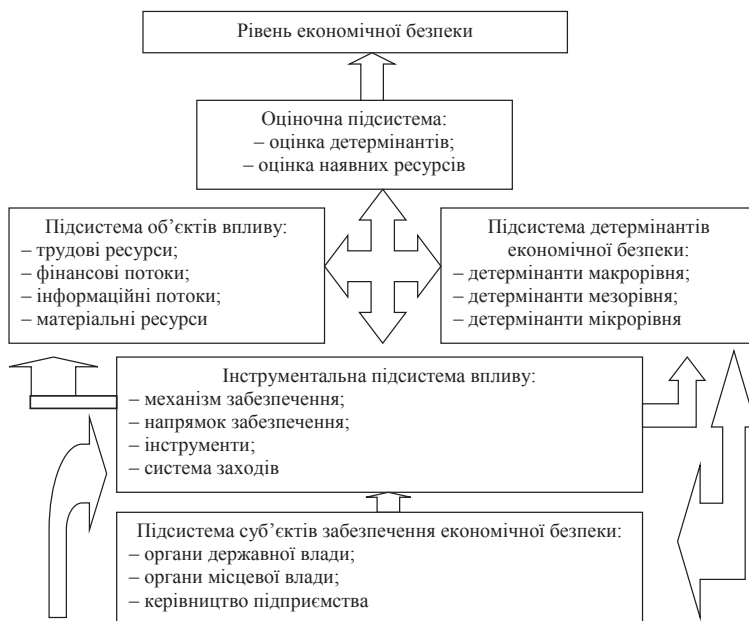 Рівень економічної безпеки
Оціночна підсистема:
– оцінка детермінантів;
– оцінка наявних ресурсів
Підсистема об’єктів впливу:
– трудові ресурси;
– фінансові потоки;
– інформаційні потоки;
– матеріальні ресурси
Підсистема детермінантів
економічної безпеки:
– детермінанти макрорівня;
– детермінанти мезорівня;
– детермінанти мікрорівня
Інструментальна підсистема впливу:
– механізм забезпечення;
– напрямок забезпечення;
– інструменти;
– система заходів
Підсистема суб’єктів забезпечення економічної безпеки:
– органи державної влади;
– органи місцевої влади;
– керівництво підприємства